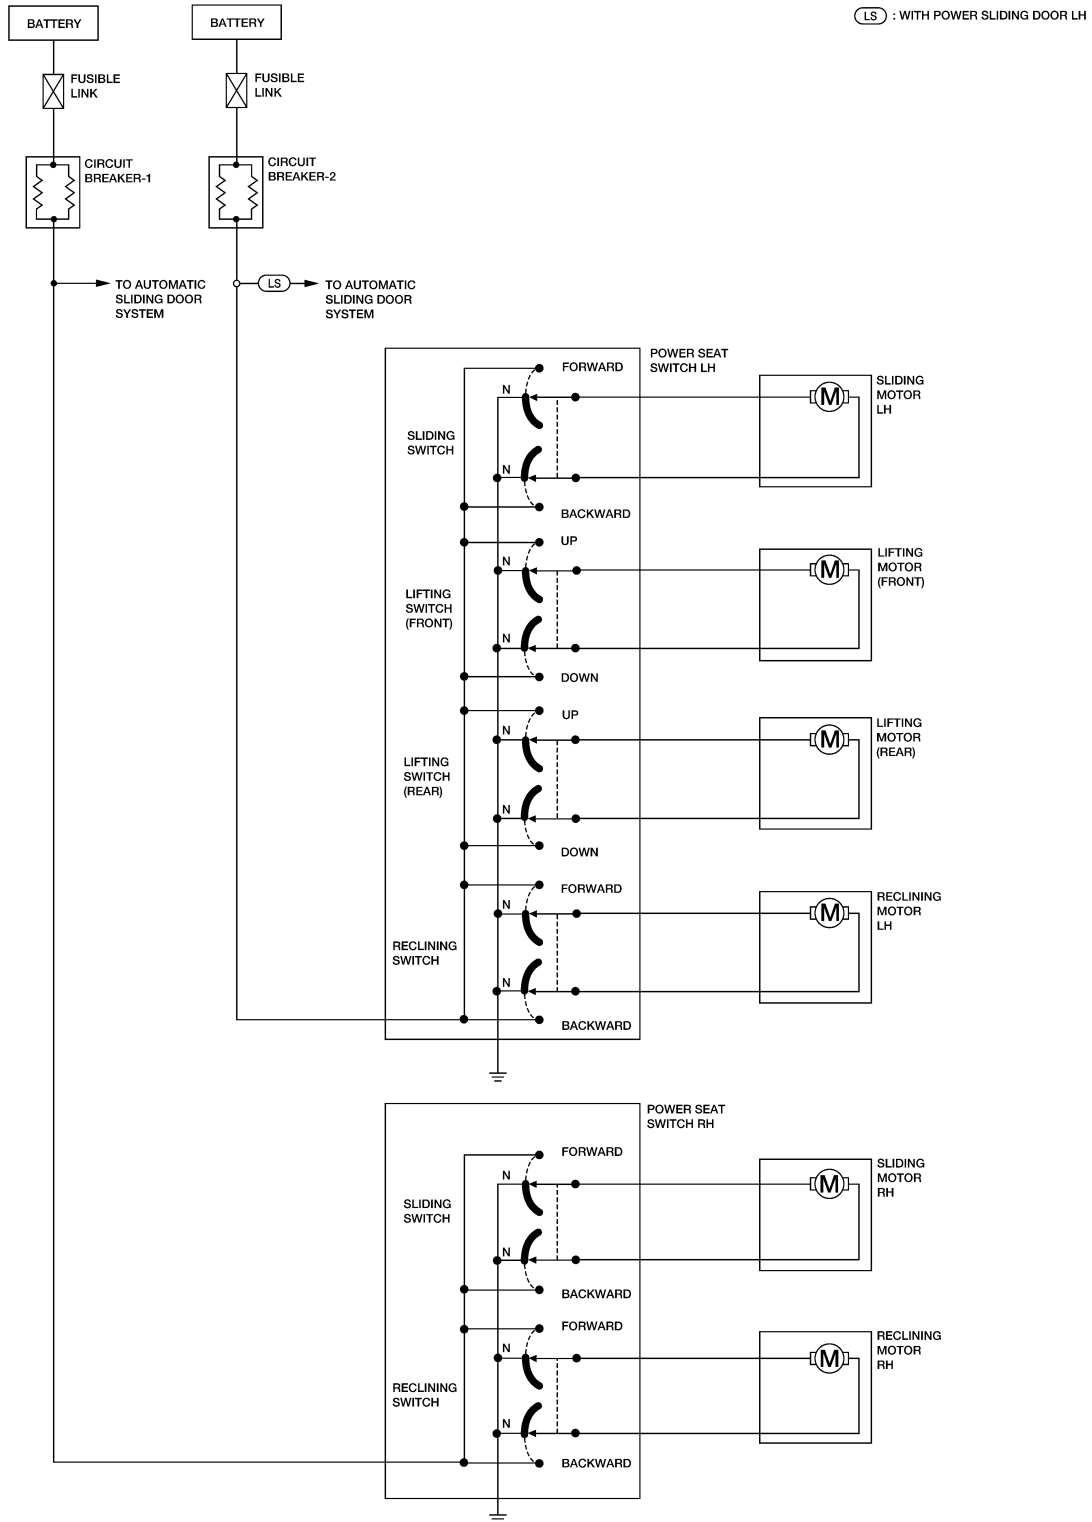 BATTERY
BATTERY
LS : WITH POWER SLIDING DOOR LH
FUSIBLE
LINK
FUSIBLE
LINK
CIRCUIT
BREAKER-1
CIRCUIT
BREAKER-2
TO AUTOMATIC
SLIDING DOOR
SYSTEM
LS
TO AUTOMATIC
SLIDING DOOR
SYSTEM
POWER SEAT
SWITCH LH
FORWARD
N
SLIDING
SWITCH
N
BACKWARD
M
SLIDING
MOTOR
LH
UP
N
LIFTING
SWITCH
(FRONT)
N
DOWN
M
LIFTING
MOTOR
(FRONT)
UP
N
LIFTING
SWITCH
(REAR)
N
DOWN
M
LIFTING
MOTOR
(REAR)
FORWARD
N
RECLINING
SWITCH
N
BACKWARD
M
RECLINING
MOTOR
LH
POWER SEAT
SWITCH RH
FORWARD
N
SLIDING
SWITCH
N
BACKWARD
M
SLIDING
MOTOR
RH
FORWARD
N
RECLINING
SWITCH
N
BACKWARD
M
RECLINING
MOTOR
RH